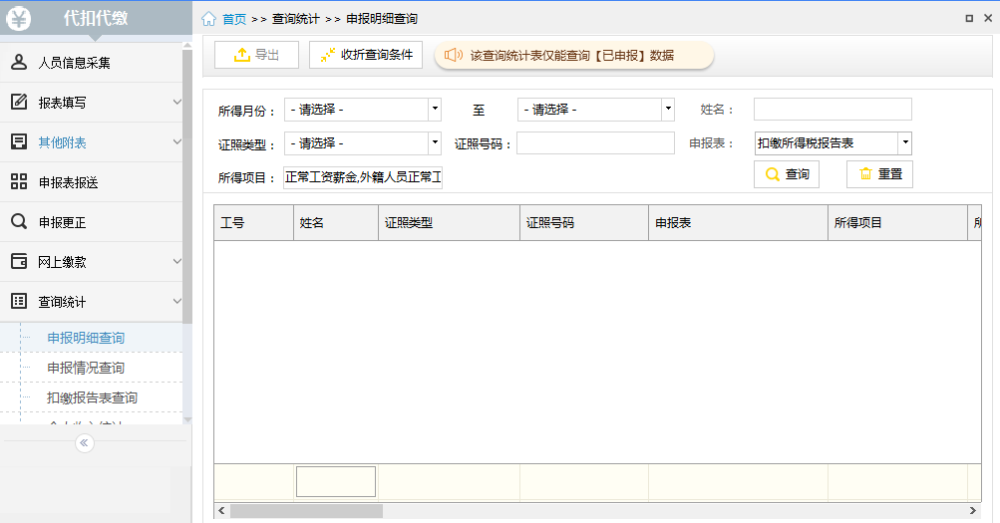 代扣代缴
首页 >> 查询统计 >> 申报明细查询
导出
收折查询条件
该查询统计表仅能查询【已申报】数据
人员信息采集
报表填写
其他附表
申报表报送
申报更正
网上缴款
查询统计
申报明细查询
申报情况查询
扣缴报告表查询
所得月份： - 请选择 - 至 - 请选择 - 姓名：
证照类型： - 请选择 - 证照号码： 申报表： 扣缴所得税报告表
所得项目： 正常工资薪金,外籍人员正常工
查询 重置
工号 姓名 证照类型 证照号码 申报表 所得项目